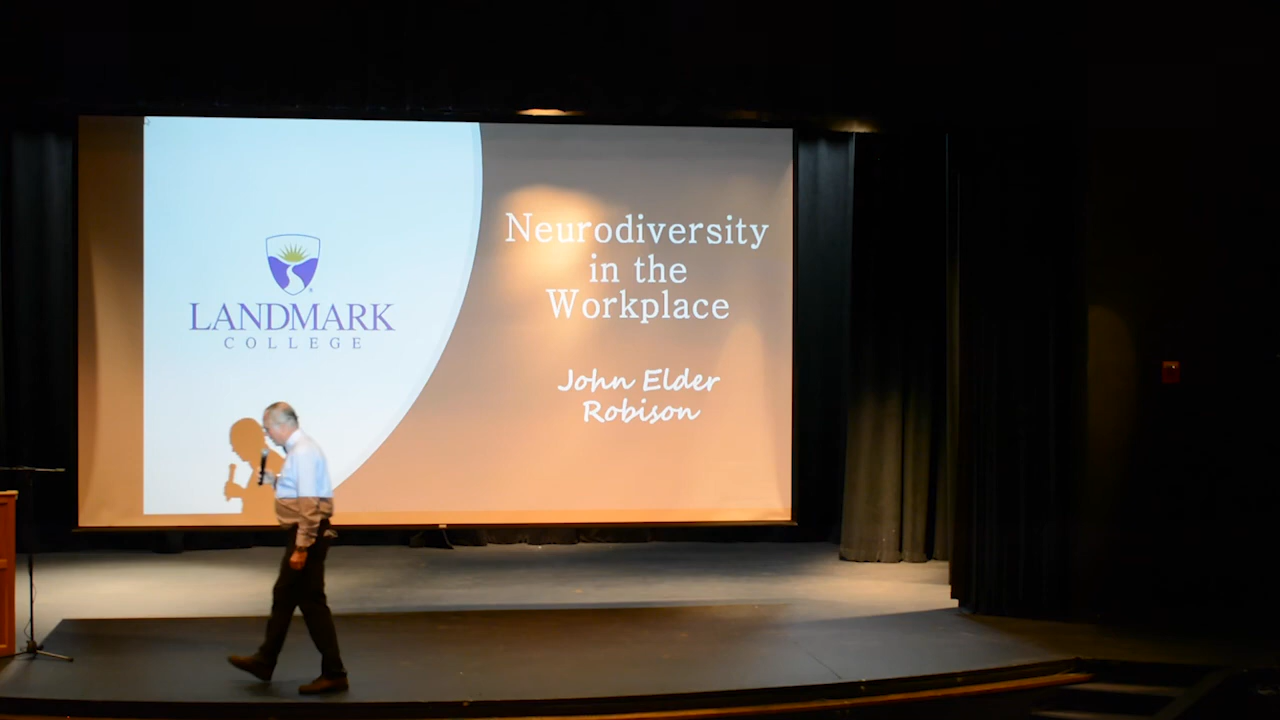 LANDMARK
COLLEGE
Neurodiversity
in the
Workplace
John Elder
Robison